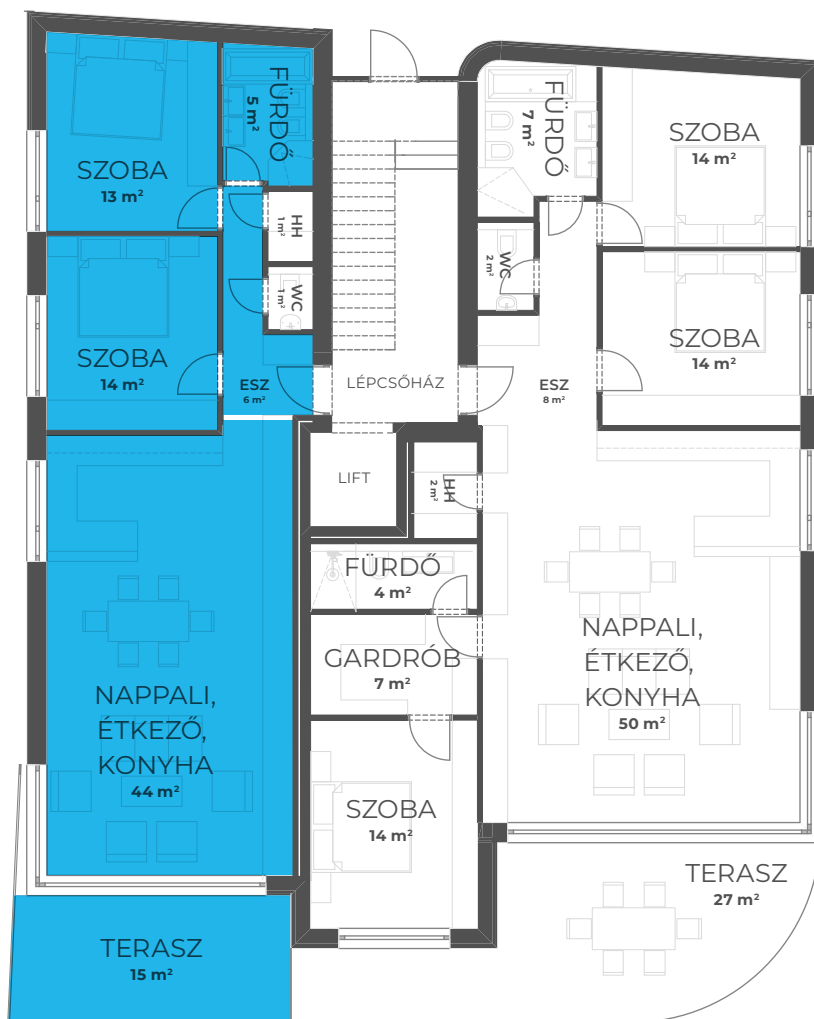 FÜRDŐ
5 m²
SZOBA
13 m²
HH
1 m²
WC
1 m²
SZOBA
14 m²
ESZ
6 m²
NAPPALI,
ÉTKEZŐ,
KONYHA
44 m²
TERASZ
15 m²
LÉPCSŐHÁZ
LIFT
FÜRDŐ
7 m²
SZOBA
14 m²
WC
2 m²
SZOBA
14 m²
ESZ
8 m²
HH
2 m²
FÜRDŐ
4 m²
GARDRÓB
7 m²
NAPPALI,
ÉTKEZŐ,
KONYHA
50 m²
SZOBA
14 m²
TERASZ
27 m²